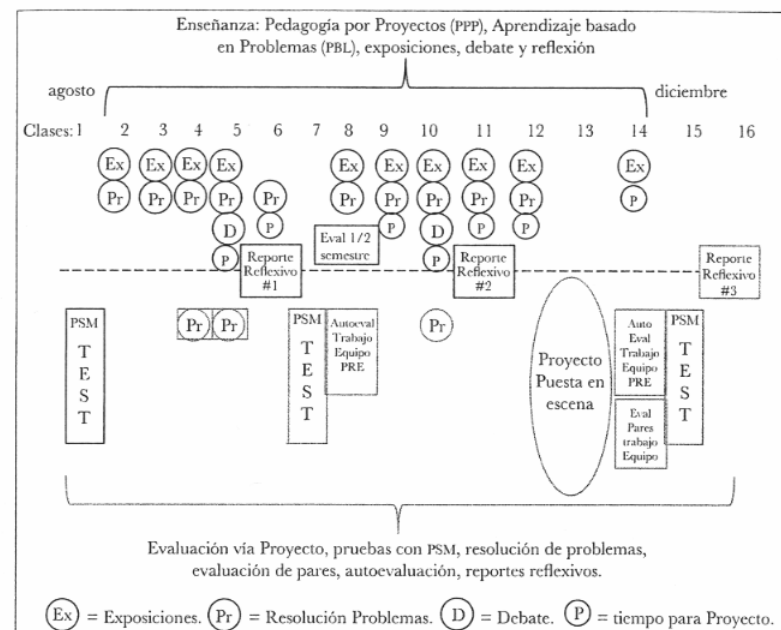 Enseñanza: Pedagogía por Proyectos (PPP), Aprendizaje basado
en Problemas (PBL), exposiciones, debate y reflexión
agosto
diciembre
Clases: 1 2 3 4 5 6 7 8 9 10 11 12 13 14 15 16
Ex Ex Ex Ex Ex Ex Ex Ex Ex Ex
Pr Pr Pr Pr Pr Pr Pr Pr Pr Pr P
D P P D P P
Eval 1/2
semestre
P P
Reporte
Reflexivo
#1
Reporte
Reflexivo
#2
Reporte
Reflexivo
#3
PSM
T
E
S
T
Pr Pr
PSM
T
E
S
T
Autoeval
Trabajo
Equipo
PRE
Pr
Proyecto
Puesta en
escena
Auto
Eval
Trabajo
Equipo
PRE
Eval
Pares
trabajo
Equipo
PSM
T
E
S
T
Evaluación vía Proyecto, pruebas con PSM, resolución de problemas,
evaluación de pares, autoevaluación, reportes reflexivos.
Ex = Exposiciones. Pr = Resolución Problemas. D = Debate. P = tiempo para Proyecto.